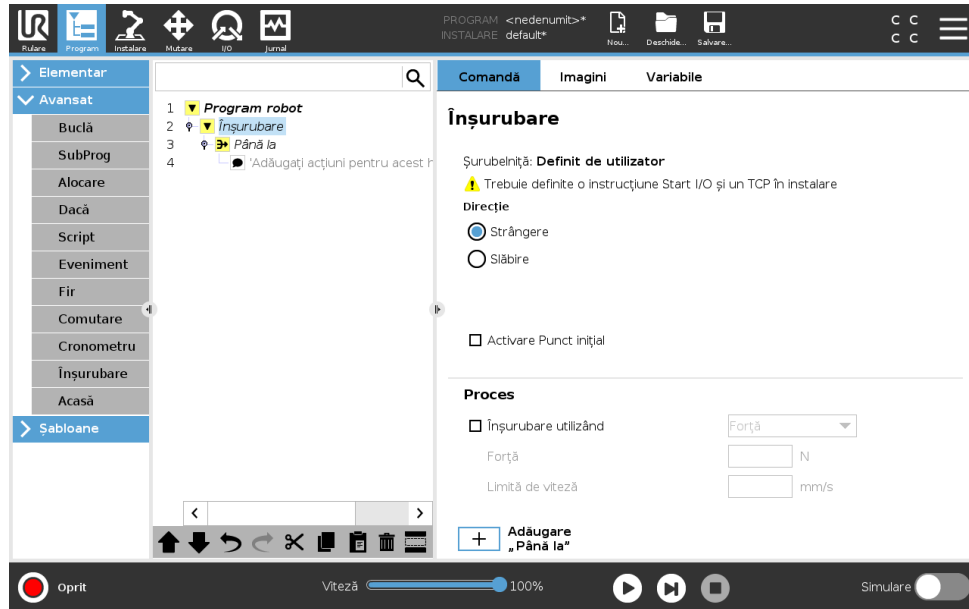 UR
Rulare
Program
Instalare
Mutare
I/O
Jurnal
PROGRAM <nedenumit>*
INSTALARE default*
Nou...
Deschide...
Salvare...
C C
C C
Elementar
Avansat
Buclă
SubProg
Alocare
Dacă
Script
Eveniment
Fir
Comutare
Cronometru
Înșurubare
Acasă
Șabloane
1 Program robot
2 Înșurubare
3 Până la
4 'Adăugați acțiuni pentru acest h
Comandă Imagini Variabile
Înșurubare
Șurubelniță: Definit de utilizator
Trebuie definite o instrucțiune Start I/O și un TCP în instalare
Direcție
Strângere
Slăbire
Activare Punct inițial
Proces
Înșurubare utilizând Forță
Forță N
Limită de viteză mm/s
+ Adăugare
„Până la”
Oprit
Viteză 100%
Simulare